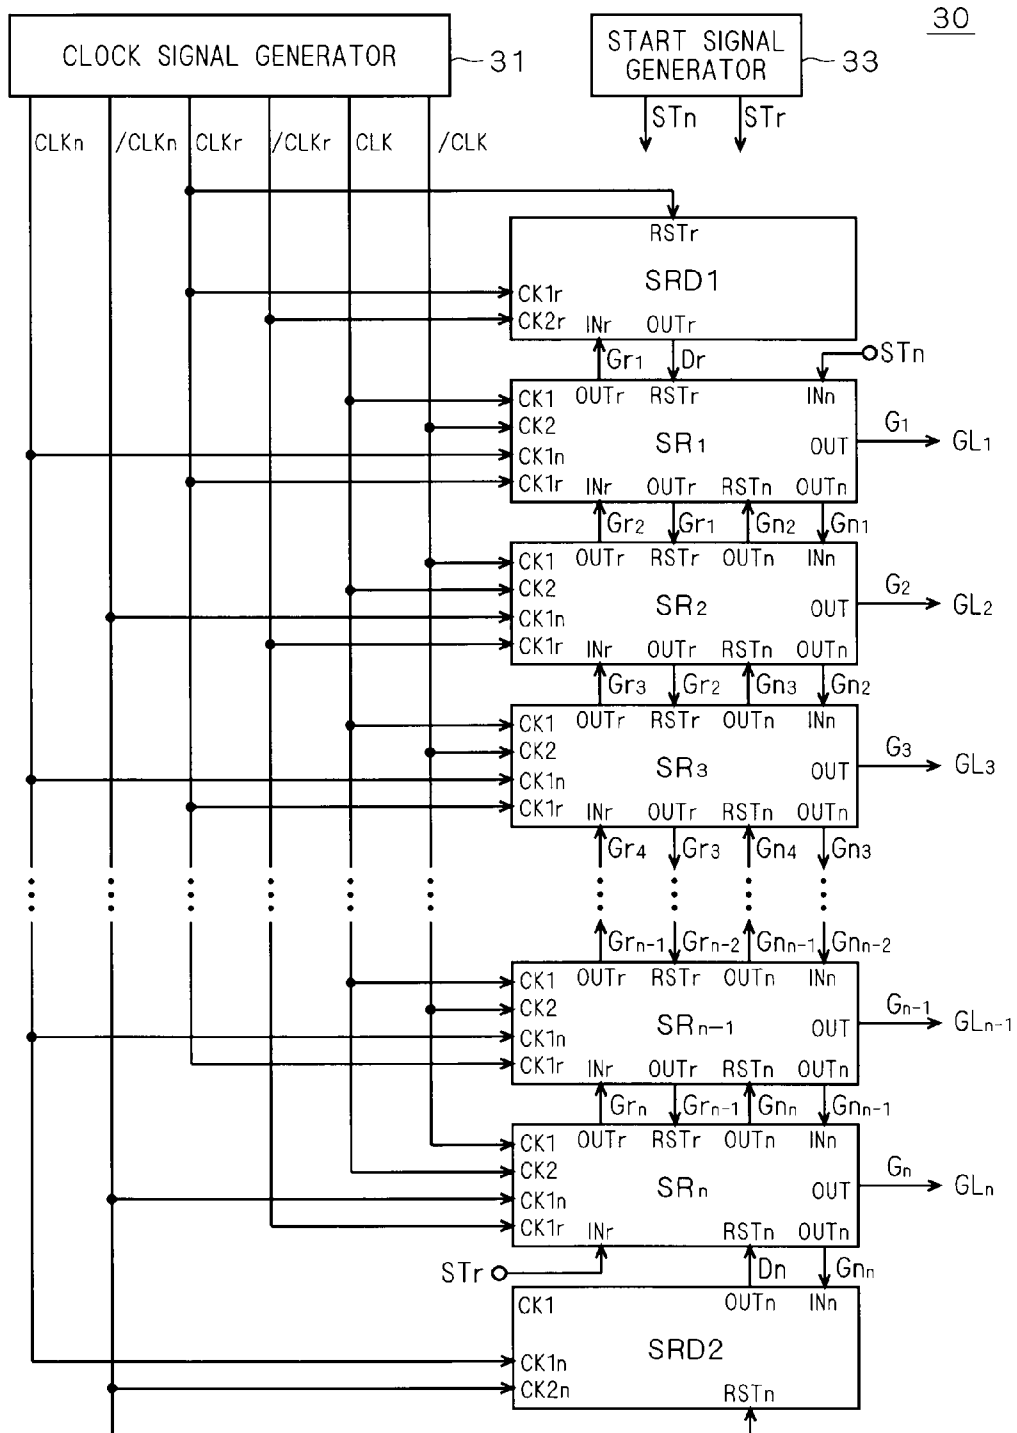 30
CLOCK SIGNAL GENERATOR
31
START SIGNAL
GENERATOR
33
STn
STr
CLKn
/CLKn
CLKr
/CLKr
CLK
/CLK
RSTr
SRD1
CK1r
CK2r
INr
OUTr
Gr1
Dr
STn
CK1
OUTr
RSTr
INn
CK2
SR1
OUT
G1
GL1
CK1n
CK1r
INr
OUTr
RSTn
OUTn
Gr2
Gr1
Gn2
Gn1
CK1
OUTr
RSTr
OUTn
INn
CK2
SR2
OUT
G2
GL2
CK1n
CK1r
INr
OUTr
RSTn
OUTn
Gr3
Gr2
Gn3
Gn2
CK1
OUTr
RSTr
OUTn
INn
CK2
SR3
OUT
G3
GL3
CK1n
CK1r
INr
OUTr
RSTn
OUTn
Gr4
Gr3
Gn4
Gn3
Grn-1
Grn-2
Gnn-1
Gnn-2
CK1
OUTr
RSTr
OUTn
INn
CK2
SRn-1
OUT
Gn-1
GLn-1
CK1n
CK1r
INr
OUTr
RSTn
OUTn
Grn
Grn-1
Gnn
Gnn-1
CK1
OUTr
RSTr
OUTn
INn
CK2
SRn
OUT
Gn
GLn
CK1n
CK1r
INr
RSTn
OUTn
STr
Dn
Gnn
CK1
OUTn
INn
SRD2
CK1n
CK2n
RSTn